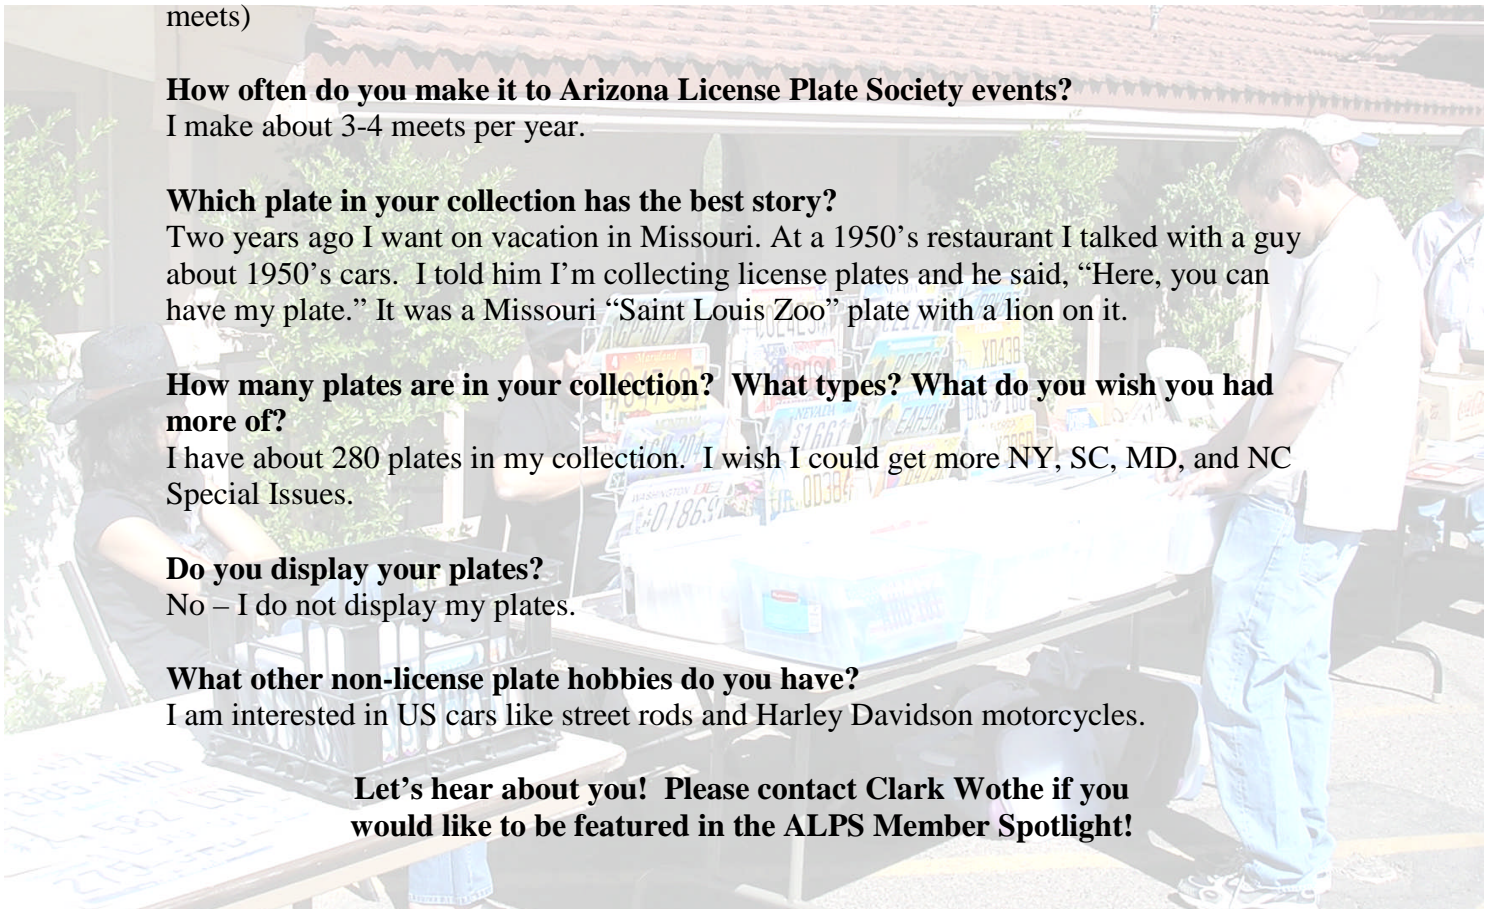 meets)
How often do you make it to Arizona License Plate Society events?
I make about 3-4 meets per year.
Which plate in your collection has the best story?
Two years ago I want on vacation in Missouri. At a 1950’s restaurant I talked with a guy
about 1950’s cars.  I told him I’m collecting license plates and he said, “Here, you can
have my plate.” It was a Missouri “Saint Louis Zoo” plate with a lion on it.
How many plates are in your collection?  What types? What do you wish you had
more of?
I have about 280 plates in my collection.  I wish I could get more NY, SC, MD, and NC
Special Issues.
Do you display your plates?
No – I do not display my plates.
What other non-license plate hobbies do you have?
I am interested in US cars like street rods and Harley Davidson motorcycles.
Let’s hear about you!  Please contact Clark Wothe if you
would like to be featured in the ALPS Member Spotlight!